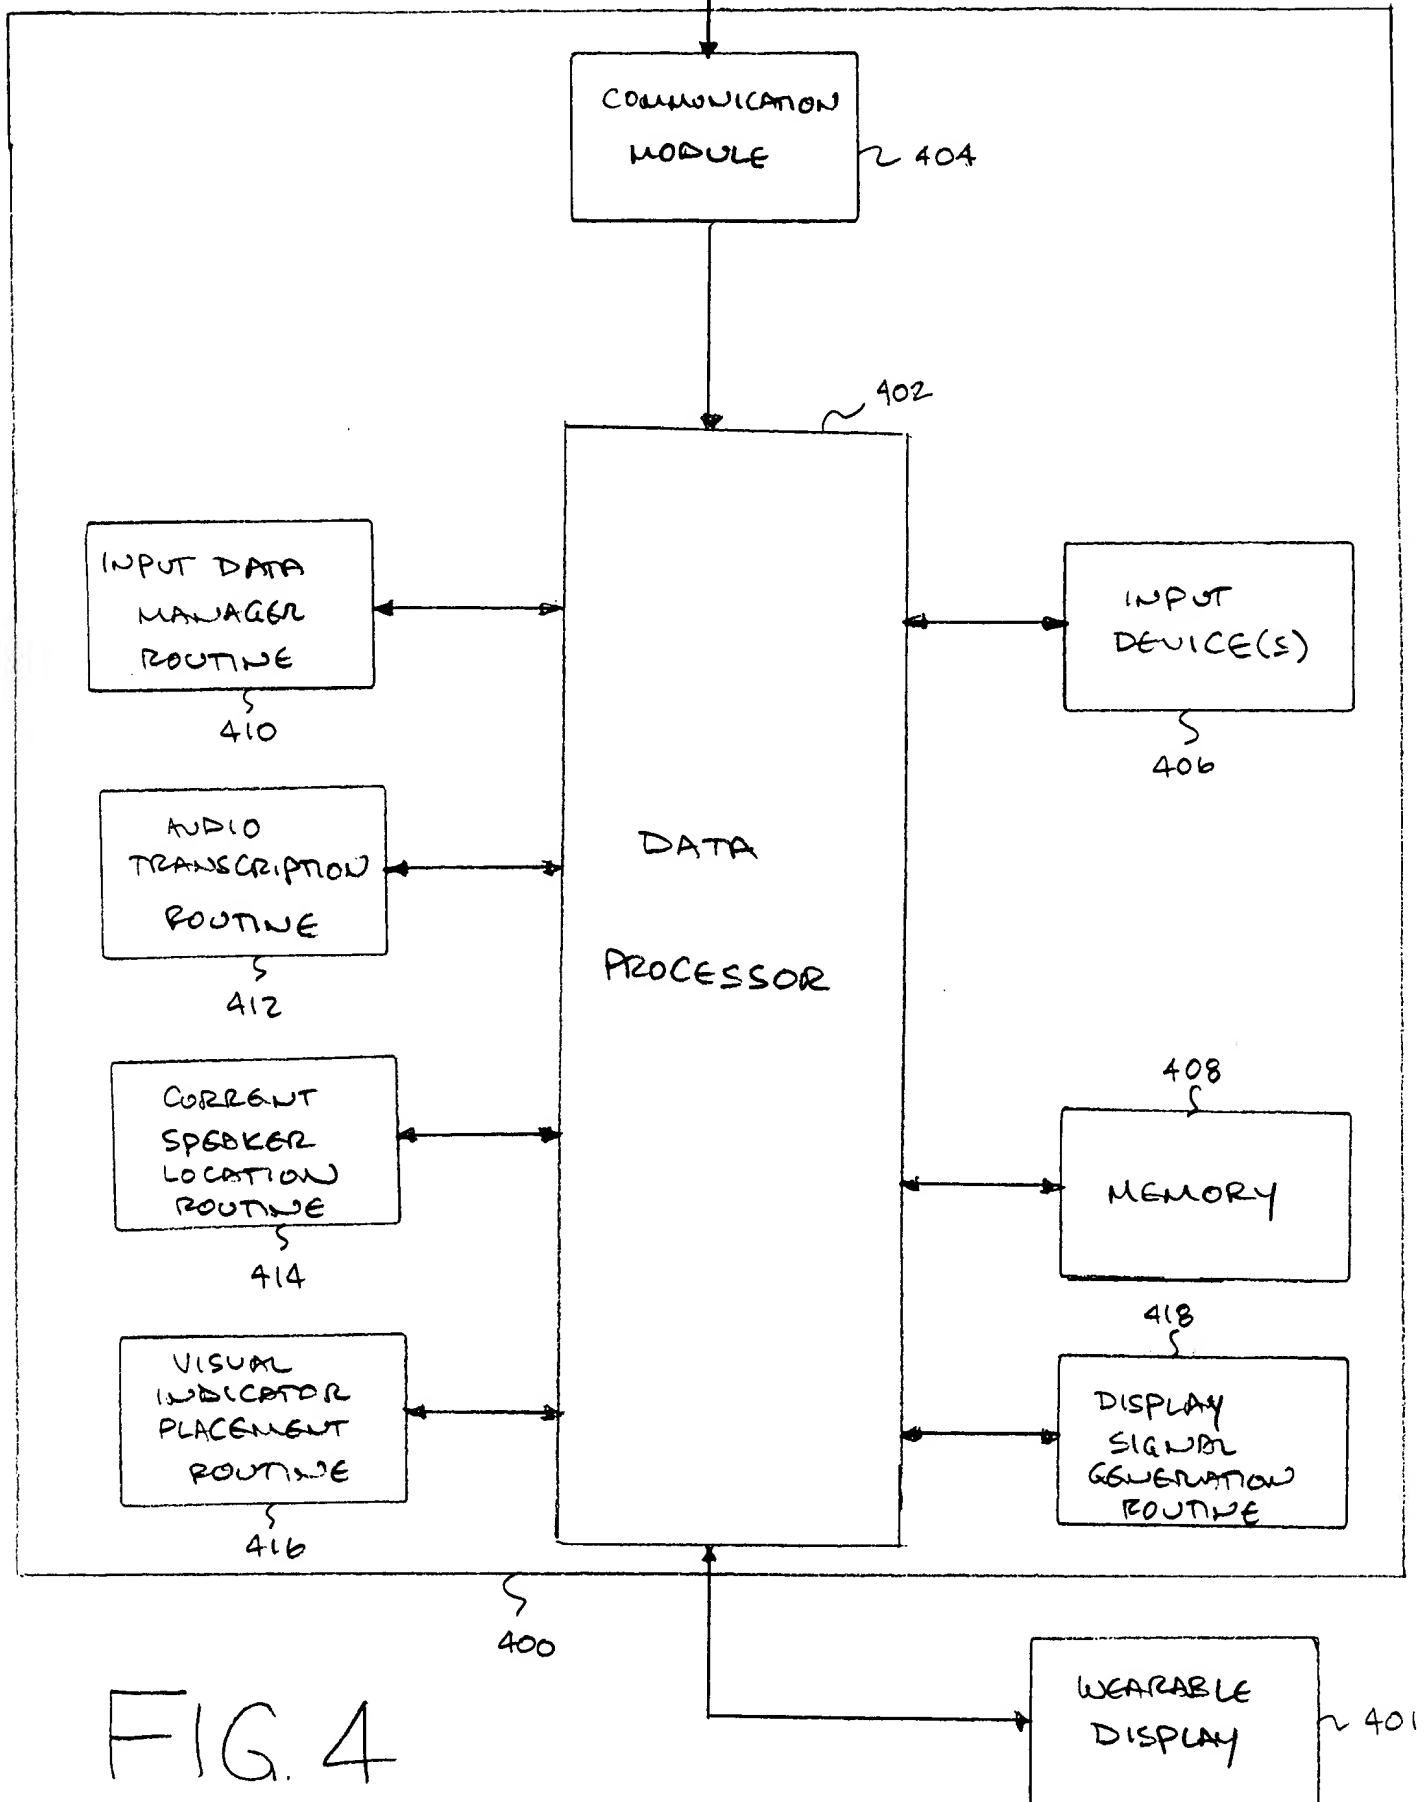 COMMUNICATION
MODULE
404
402
INPUT DATA
MANAGER
ROUTINE
410
INPUT
DEVICE(S)
406
AUDIO
TRANSCRIPTION
ROUTINE
412
DATA
PROCESSOR
CURRENT
SPEAKER
LOCATION
ROUTINE
414
408
MEMORY
VISUAL
INDICATOR
PLACEMENT
ROUTINE
416
418
DISPLAY
SIGNAL
GENERATION
ROUTINE
400
WEARABLE
DISPLAY
401
FIG. 4